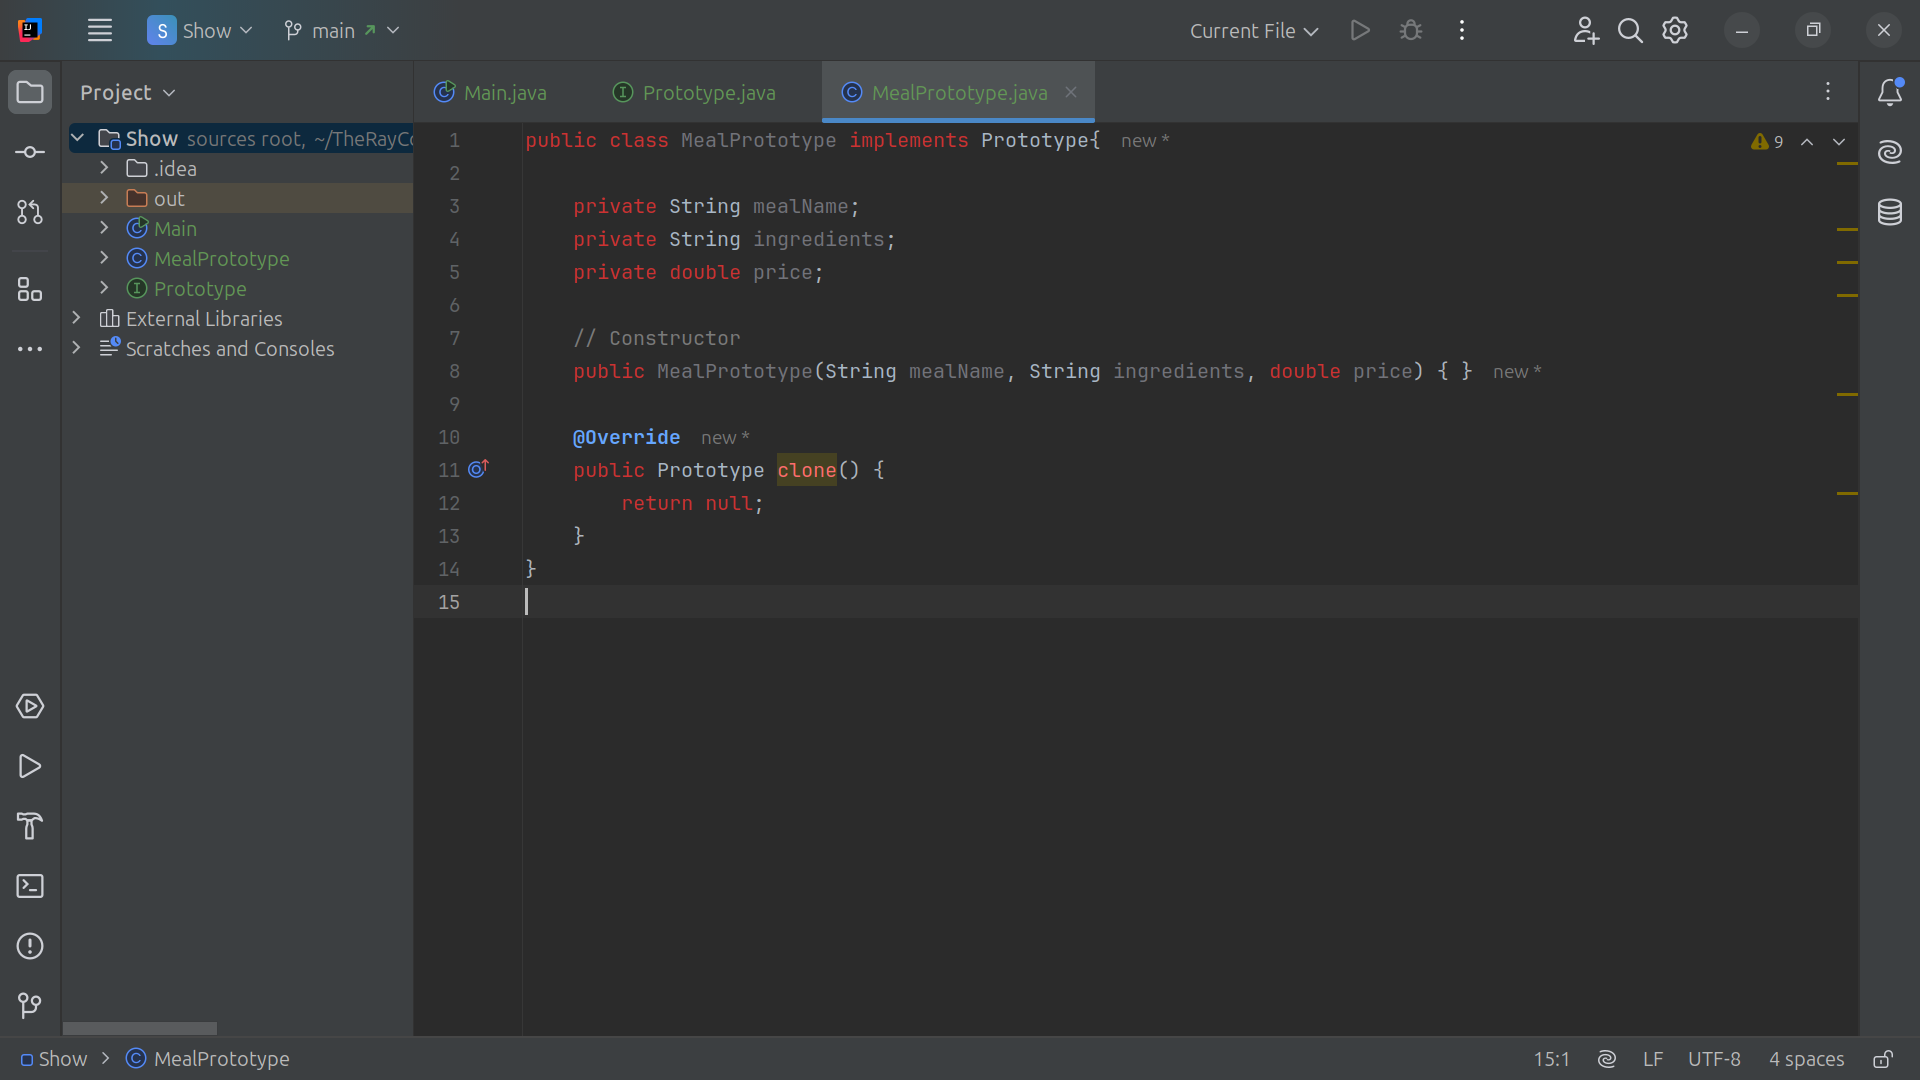 Show
main
Current File
Project
Main.java
Prototype.java
MealPrototype.java
Show sources root, ~/TheRayCo
.idea
out
Main
MealPrototype
Prototype
External Libraries
Scratches and Consoles
1 public class MealPrototype implements Prototype{ new *
9
2
3 private String mealName;
4 private String ingredients;
5 private double price;
6
7 // Constructor
8 public MealPrototype(String mealName, String ingredients, double price) { } new *
9
10 @Override new *
11 public Prototype clone() {
12 return null;
13 }
14 }
15
Show > MealPrototype
15:1 LF UTF-8 4 spaces